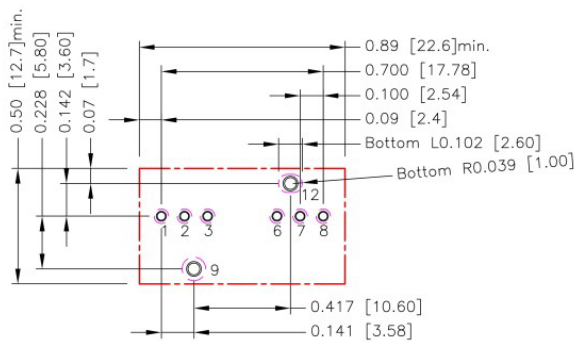 0.50 [12.7]min.
0.228 [5.80]
0.142 [3.60]
0.07 [1.7]
0.89 [22.6]min.
0.700 [17.78]
0.100 [2.54]
0.09 [2.4]
Bottom L0.102 [2.60]
Bottom R0.039 [1.00]
12
1 2 3 6 7 8
9
0.417 [10.60]
0.141 [3.58]